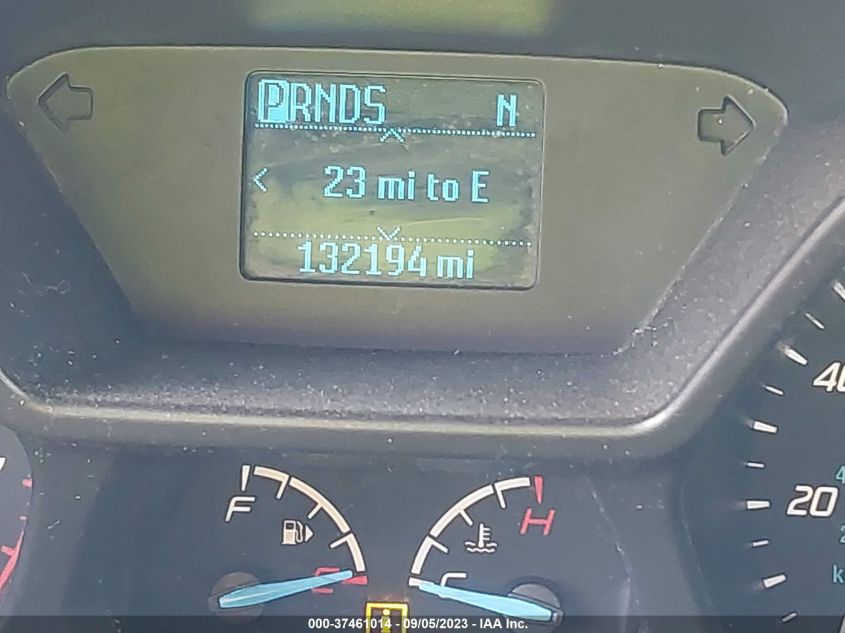 PRNDS N
< 23 mi to E
132194 mi
40
F H
20
E C
000-37461014 - 09/05/2023 - IAA Inc.